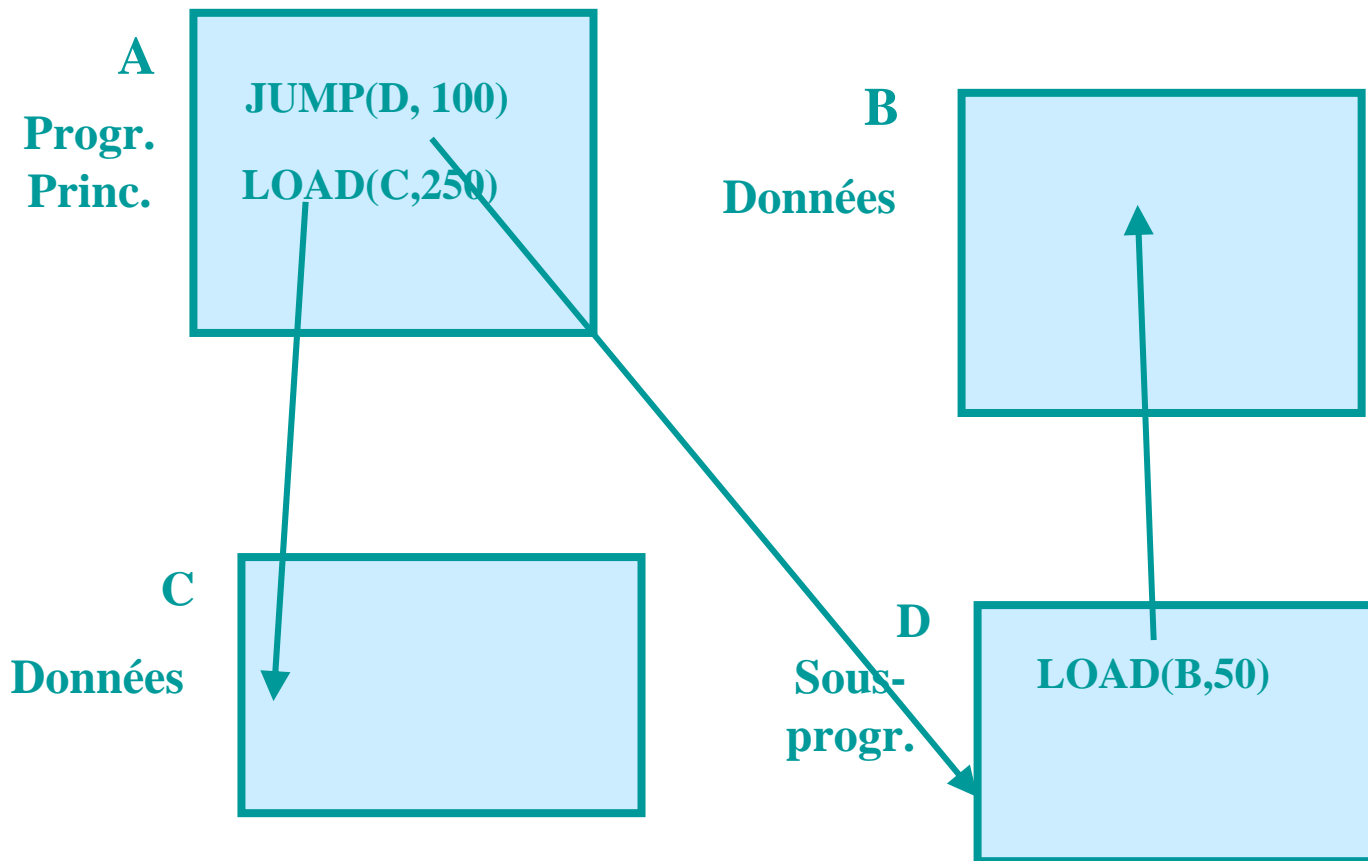 A
Progr.
Princ.
JUMP(D, 100)
LOAD(C,250)
B
Données
C
Données
D
Sous-
progr.
LOAD(B,50)